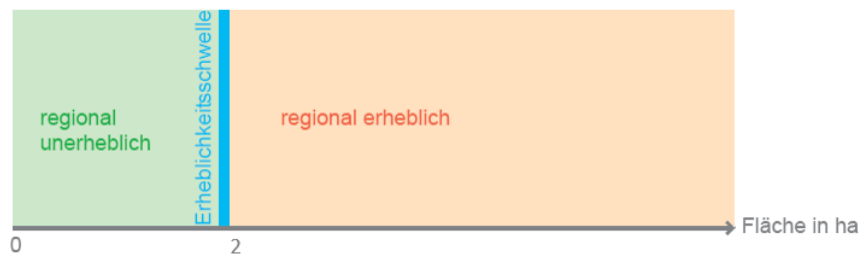 regional
unerheblich
Erheblichkeitsschwelle
regional erheblich
Fläche in ha
0
2